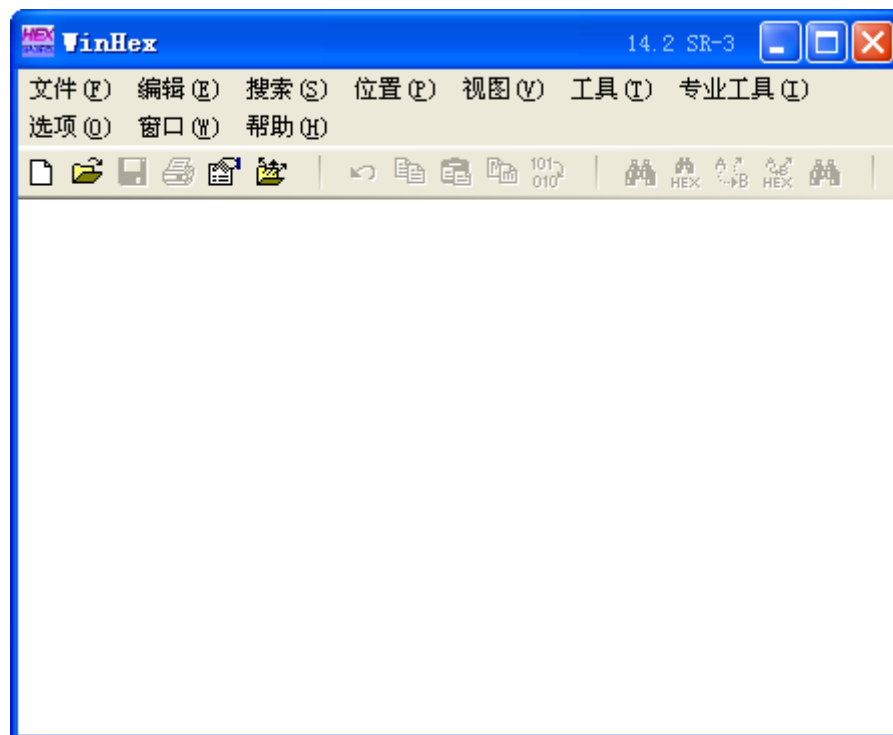 WinHex 14.2 SR-3
文件(F) 编辑(E) 搜索(S) 位置(P) 视图(V) 工具(T) 专业工具(I)
选项(O) 窗口(W) 帮助(H)